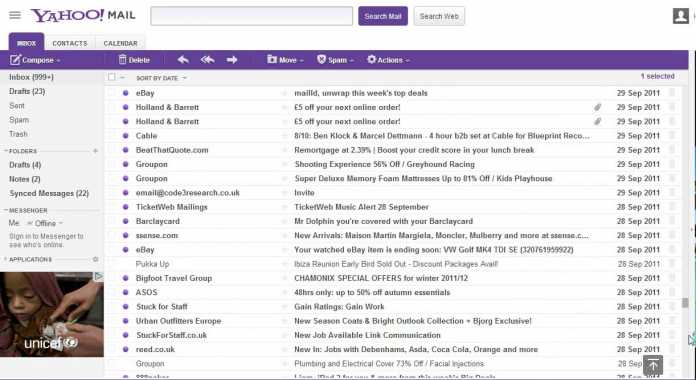 YAHOO! MAIL Search Mail Search Web
INBOX CONTACTS CALENDAR
Compose Delete Move Spam Actions
Inbox (999+) SORT BY DATE 1 selected
Drafts (23)
Sent
Spam
Trash
FOLDERS
Drafts (4)
Notes (2)
Synced Messages (22)
MESSENGER
Me: Offline
Sign in to Messenger to
see who's online.
APPLICATIONS
unicef
eBay mailld, unwrap this week's top deals 29 Sep 2011
Holland & Barrett £5 off your next online order! 29 Sep 2011
Holland & Barrett £5 off your next online order! 29 Sep 2011
Cable 8/10: Ben Klock & Marcel Dettmann - 4 hour b2b set at Cable for Blueprint Reco... 29 Sep 2011
BeatThatQuote.com Remortgage at 2.39% | Boost your credit score in your lunch break 29 Sep 2011
Groupon Shooting Experience 56% Off / Greyhound Racing 29 Sep 2011
Groupon Super Deluxe Memory Foam Mattresses Up to 81% Off / Kids Playhouse 29 Sep 2011
email@code3research.co.uk Invite 29 Sep 2011
TicketWeb Mailings TicketWeb Music Alert 28 September 28 Sep 2011
Barclaycard Mr Dolphin you're covered with your Barclaycard 28 Sep 2011
ssense.com New Arrivals: Maison Martin Margiela, Moncler, Mulberry and more at ssense.c... 28 Sep 2011
eBay Your watched eBay item is ending soon: VW Golf MK4 TDI SE (320761959922) 28 Sep 2011
Pukka Up Ibiza Reunion Early Bird Sold Out - Discount Packages Avail! 28 Sep 2011
Bigfoot Travel Group CHAMONIX SPECIAL OFFERS for winter 2011/12 28 Sep 2011
ASOS 48hrs only: up to 50% off autumn essentials 28 Sep 2011
Stuck for Staff Gain Ratings: Gain Work 28 Sep 2011
Urban Outfitters Europe New Season Coats & Bright Outlook Collection + Bjorg Exclusive! 28 Sep 2011
StuckForStaff.co.uk New Job Available Link Communication 28 Sep 2011
reed.co.uk New In: Jobs with Debenhams, Asda, Coca Cola, Orange and more 28 Sep 2011
Groupon Plumbing and Electrical Cover 73% Off / Facial Injections 28 Sep 2011